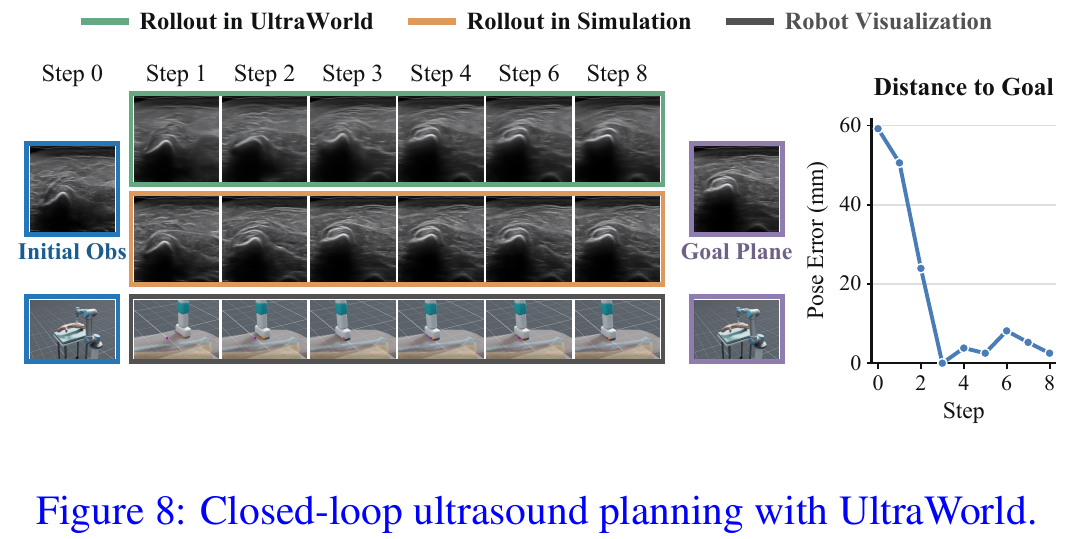 Rollout in UltraWorld Rollout in Simulation Robot Visualization
Step 0 Step 1 Step 2 Step 3 Step 4 Step 6 Step 8
Initial Obs
Goal Plane
Distance to Goal
Pose Error (mm)
60
40
20
0
0 2 4 6 8
Step
Figure 8: Closed-loop ultrasound planning with UltraWorld.